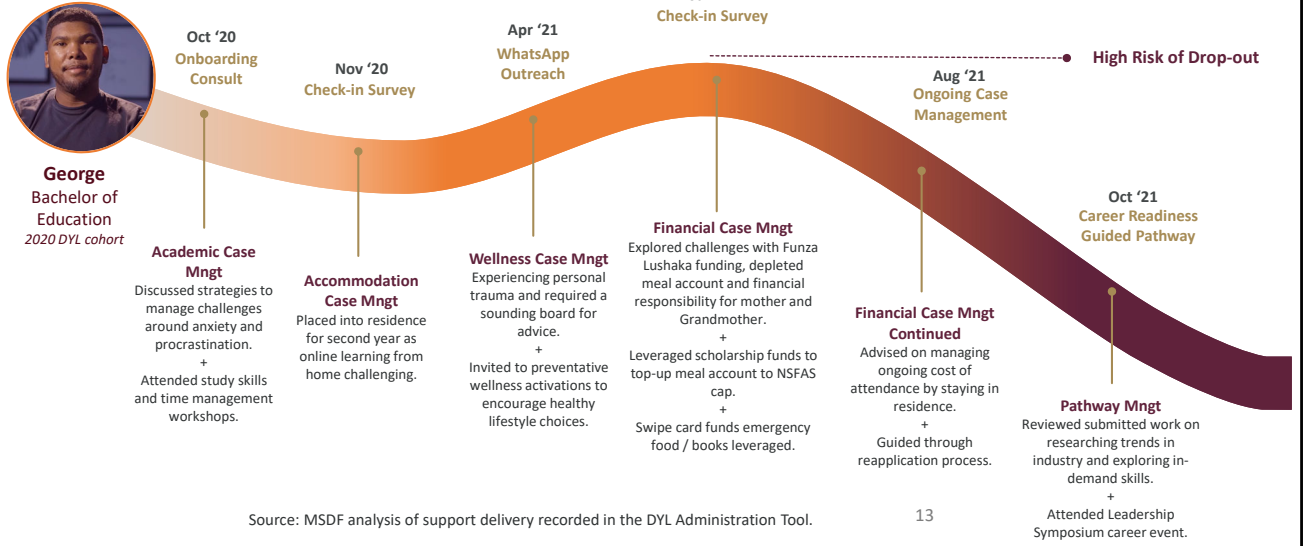 Check-in Survey
Oct ‘20
Onboarding
Consult
Nov ‘20
Check-in Survey
Apr ‘21
WhatsApp
Outreach
High Risk of Drop-out
Aug ‘21
Ongoing Case
Management
Oct ‘21
Career Readiness
Guided Pathway
George
Bachelor of
Education
2020 DYL cohort
Academic Case
Mngt
Discussed strategies to
manage challenges
around anxiety and
procrastination.
+
Attended study skills
and time management
workshops.
Accommodation
Case Mngt
Placed into residence
for second year as
online learning from
home challenging.
Wellness Case Mngt
Experiencing personal
trauma and required a
sounding board for
advice.
+
Invited to preventative
wellness activations to
encourage healthy
lifestyle choices.
Financial Case Mngt
Explored challenges with Funza
Lushaka funding, depleted
meal account and financial
responsibility for mother and
Grandmother.
+
Leveraged scholarship funds to
top-up meal account to NSFAS
cap.
+
Swipe card funds emergency
food / books leveraged.
Financial Case Mngt
Continued
Advised on managing
ongoing cost of
attendance by staying in
residence.
+
Guided through
reapplication process.
Pathway Mngt
Reviewed submitted work on
researching trends in
industry and exploring in-
demand skills.
+
Attended Leadership
Symposium career event.
Source: MSDF analysis of support delivery recorded in the DYL Administration Tool.
13